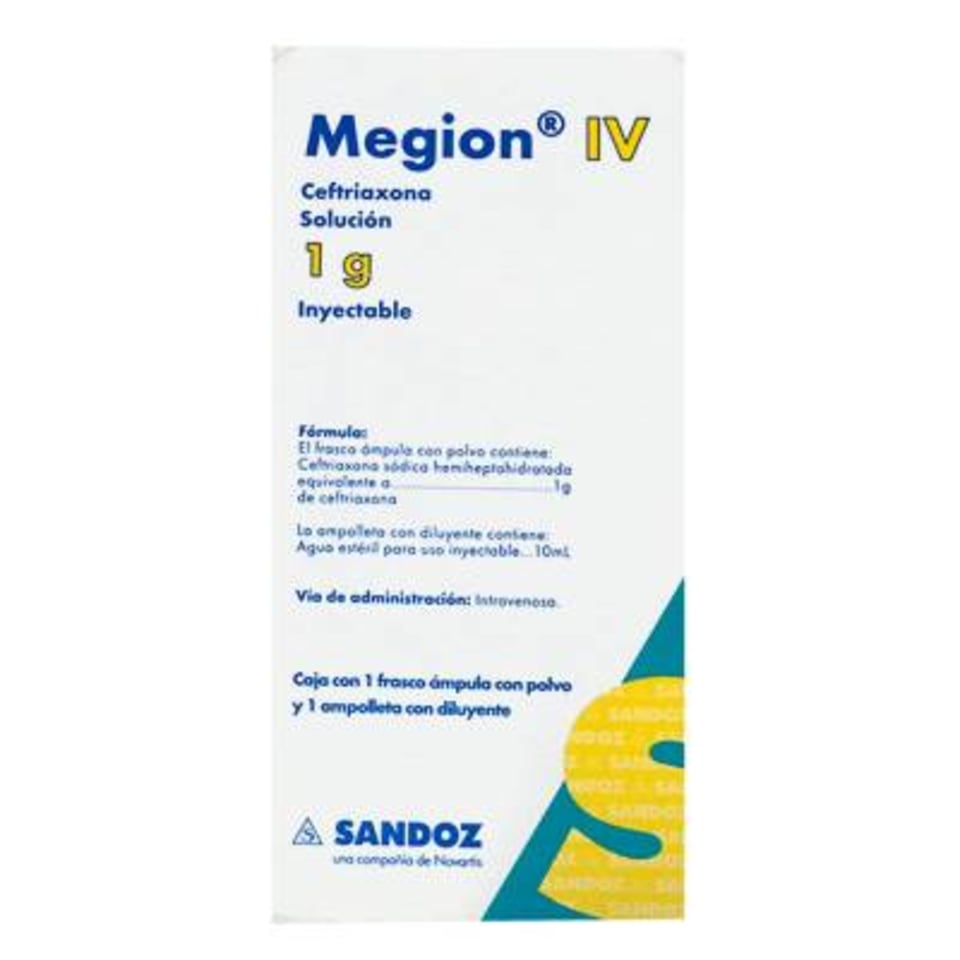 Megion® IV
Ceftriaxona
Solución
1 g
Inyectable
Fórmula:
El frasco ámpula con polvo contiene:
Ceftriaxona sódica hemiheptahidratada
equivalente a..............................1g
de ceftriaxona
La ampolleta con diluyente contiene:
Agua estéril para uso inyectable...10mL
Vía de administración: Intravenosa.
Caja con 1 frasco ámpula con polvo
y 1 ampolleta con diluyente
S SANDOZ
una compañía de Novartis